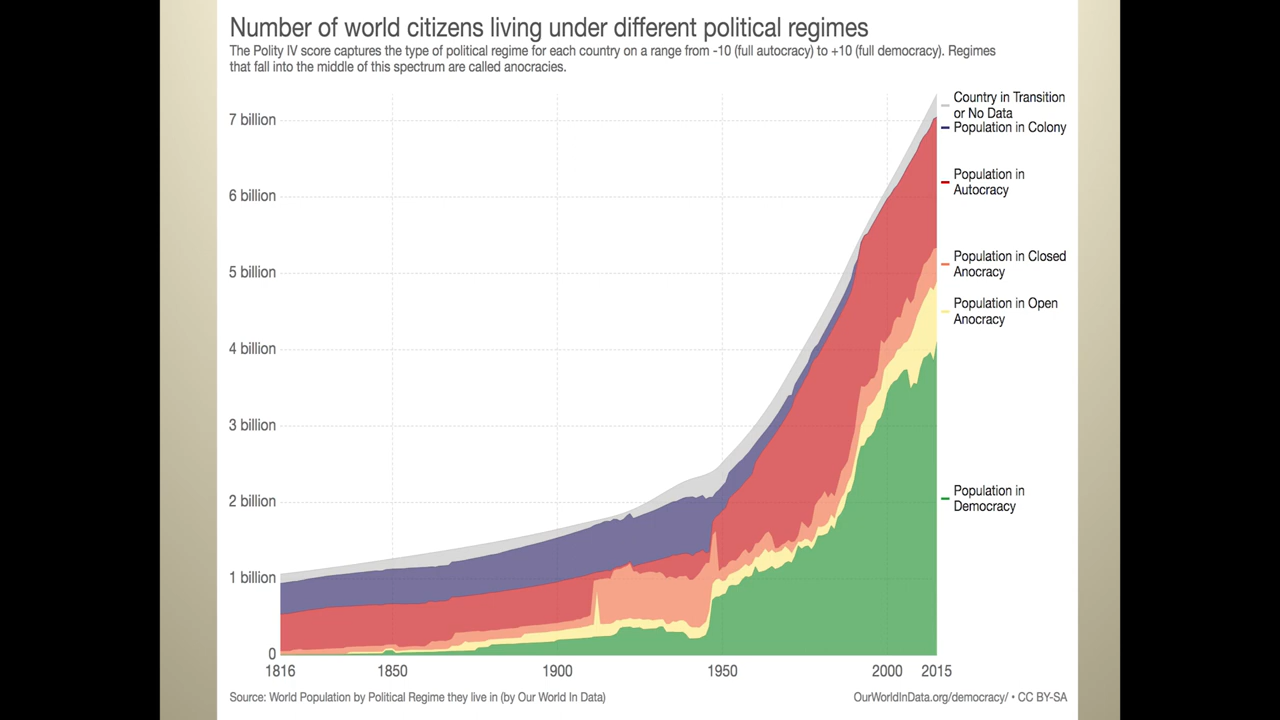 Number of world citizens living under different political regimes
The Polity IV score captures the type of political regime for each country on a range from -10 (full autocracy) to +10 (full democracy). Regimes
that fall into the middle of this spectrum are called anocracies.
Country in Transition
or No Data
Population in Colony
Population in
Autocracy
Population in Closed
Anocracy
Population in Open
Anocracy
Population in
Democracy
7 billion
6 billion
5 billion
4 billion
3 billion
2 billion
1 billion
0
1816 1850 1900 1950 2000 2015
Source: World Population by Political Regime they live in (by Our World In Data)
OurWorldInData.org/democracy/ • CC BY-SA